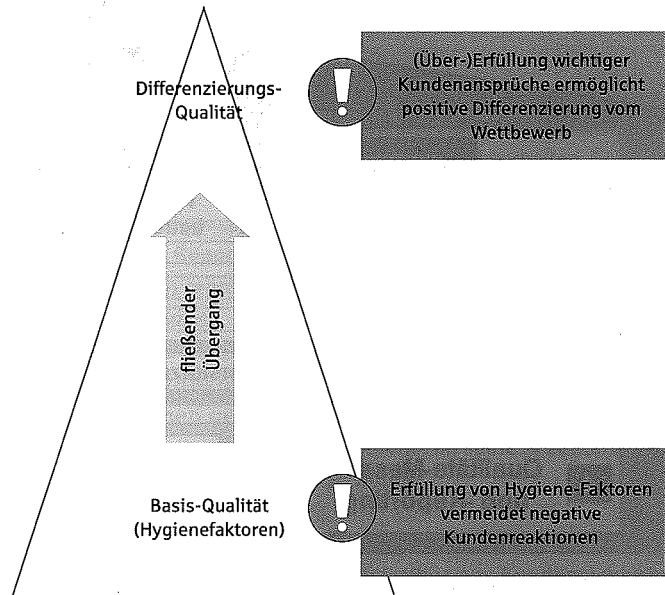 Differenzierungs-
Qualität
(Über-)Erfüllung wichtiger
Kundenansprüche ermöglicht
positive Differenzierung vom
Wettbewerb
fließender
Übergang
Basis-Qualität
(Hygienefaktoren)
Erfüllung von Hygiene-Faktoren
vermeidet negative
Kundenreaktionen